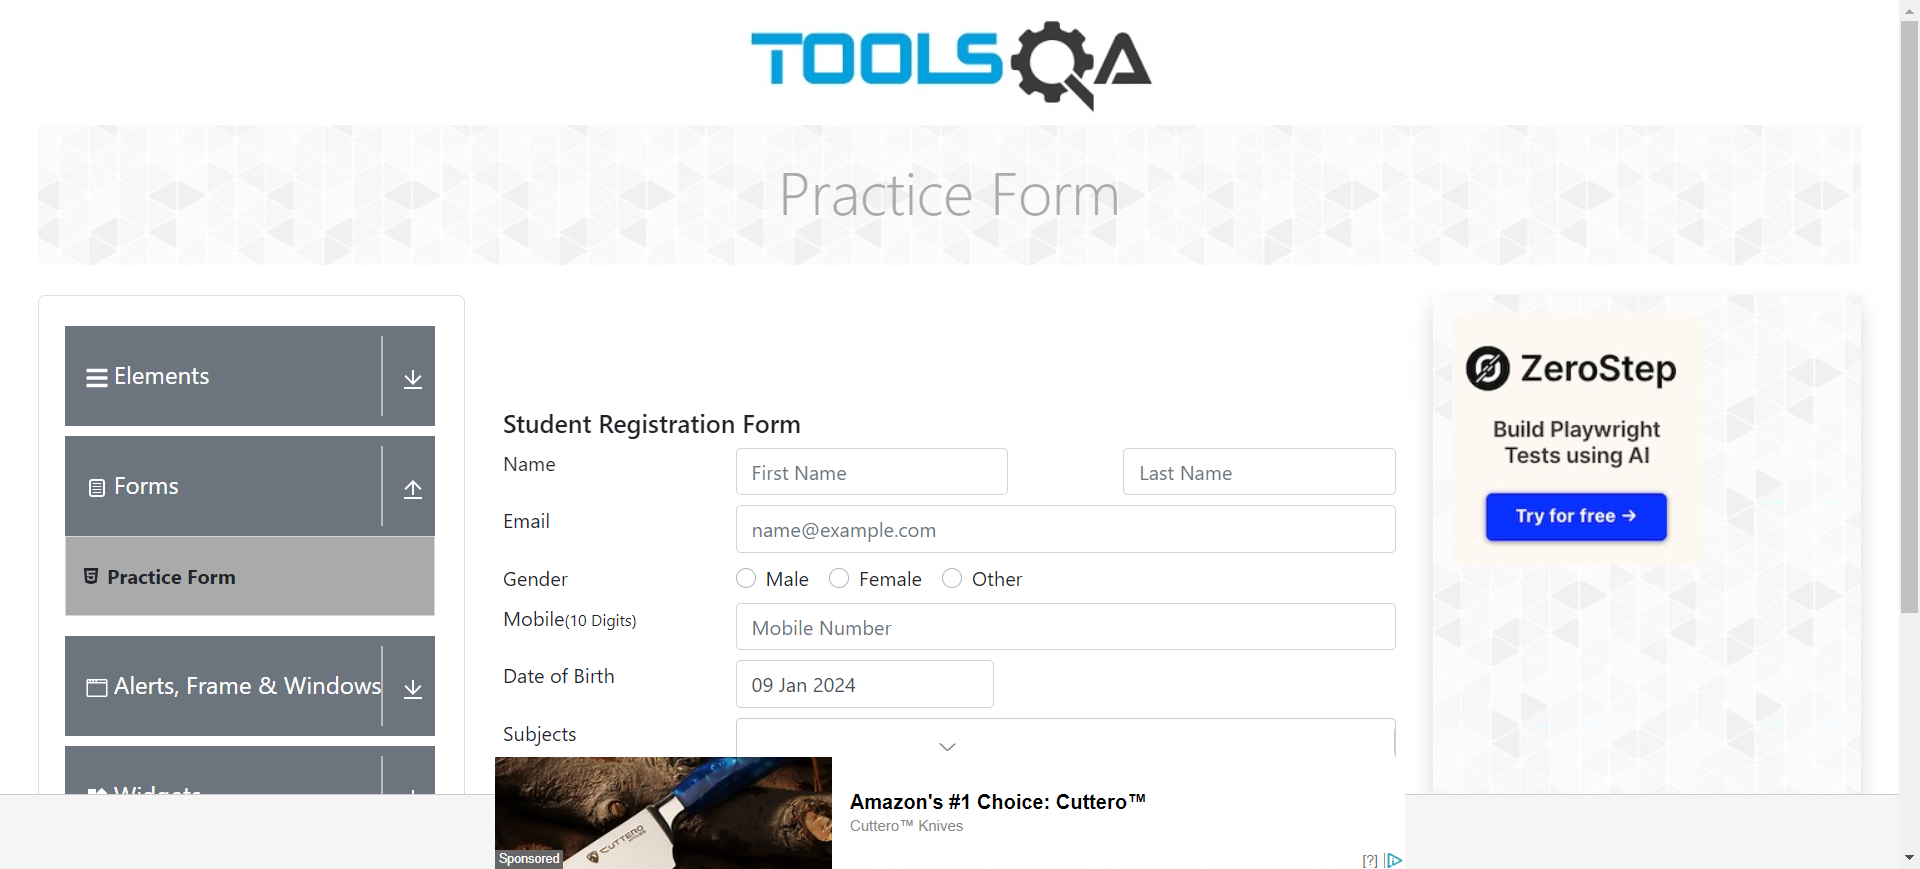 TOOLSQA
Practice Form
Elements
Forms
Practice Form
Alerts, Frame & Windows
Widgets
Student Registration Form
Name
First Name
Last Name
Email
name@example.com
Gender
Male
Female
Other
Mobile(10 Digits)
Mobile Number
Date of Birth
09 Jan 2024
Subjects
ZeroStep
Build Playwright
Tests using AI
Try for free →
CUTTERO
Sponsored
Amazon's #1 Choice: Cuttero™
Cuttero™ Knives
[?]